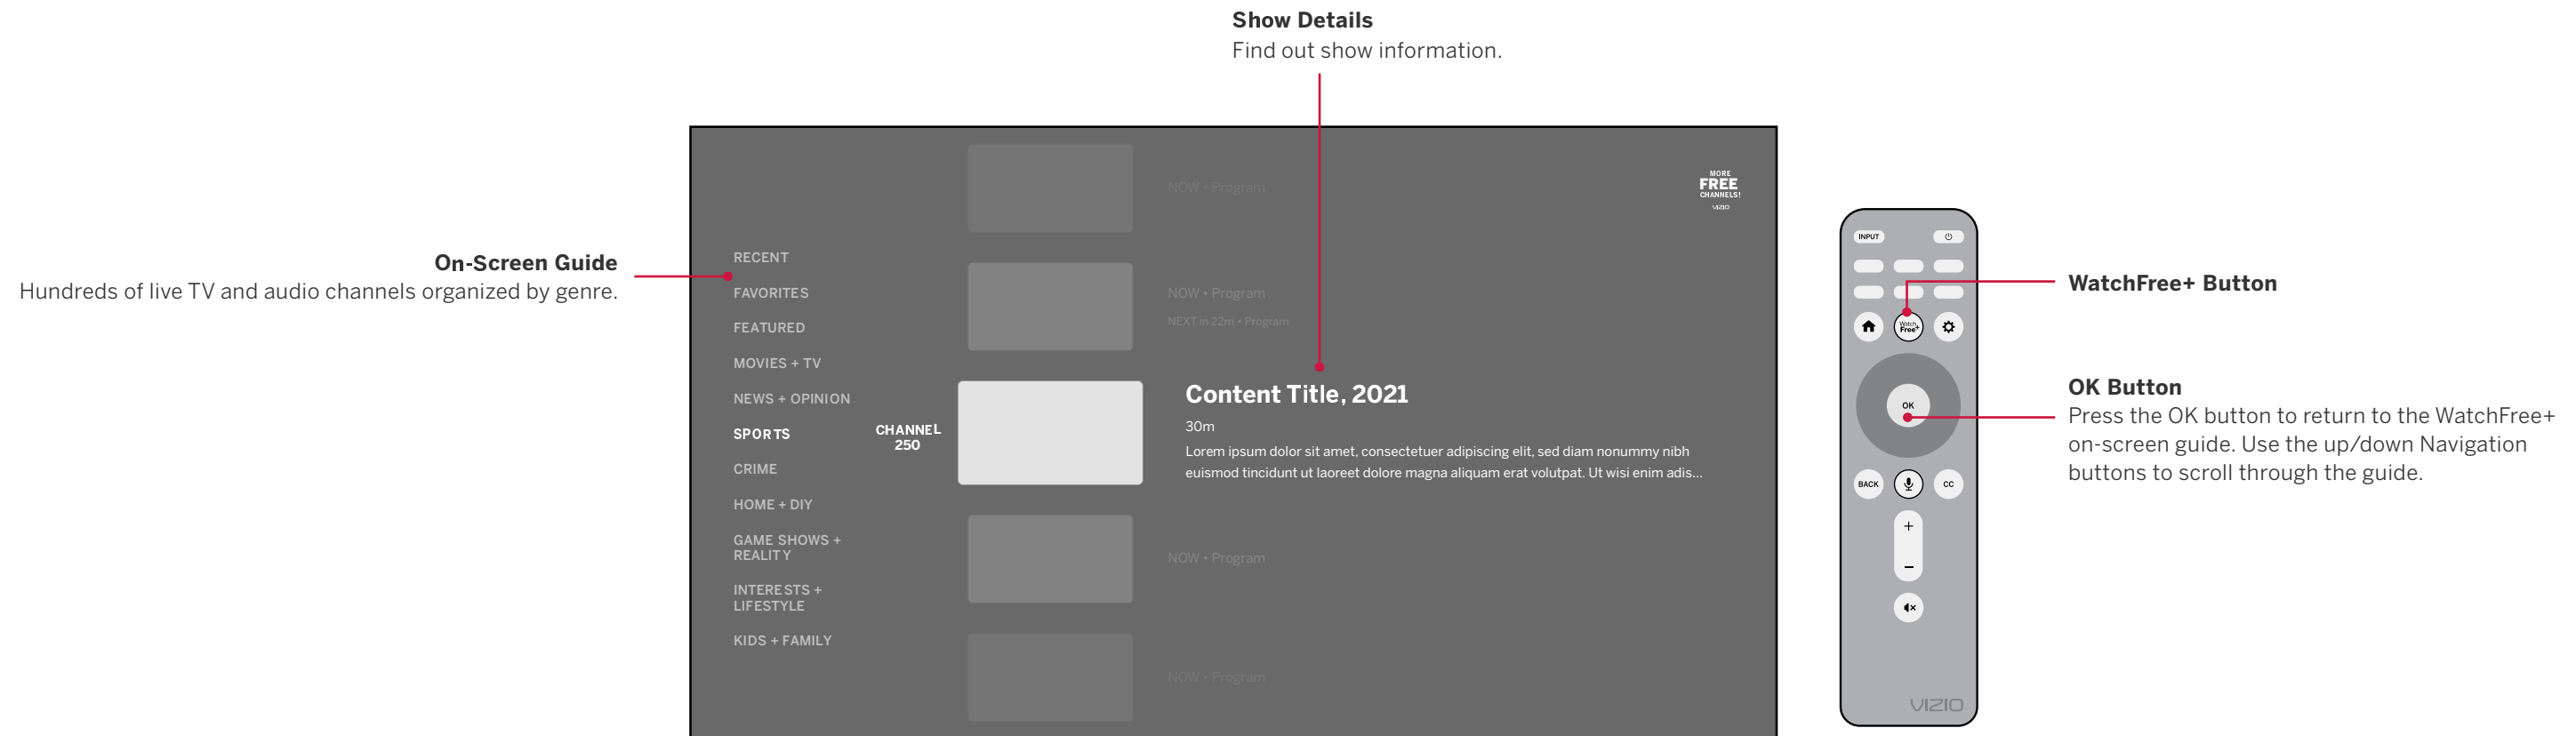 Show Details
Find out show information.
On-Screen Guide
Hundreds of live TV and audio channels organized by genre.
RECENT
FAVORITES
FEATURED
MOVIES + TV
NEWS + OPINION
SPORTS
CRIME
HOME + DIY
GAME SHOWS +
REALITY
INTERESTS +
LIFESTYLE
KIDS + FAMILY
CHANNEL
250
NOW • Program
NOW • Program
NEXT in 22m • Program
Content Title, 2021
30m
Lorem ipsum dolor sit amet, consectetuer adipiscing elit, sed diam nonummy nibh
euismod tincidunt ut laoreet dolore magna aliquam erat volutpat. Ut wisi enim adis...
NOW • Program
NOW • Program
MORE
FREE
CHANNELS!
VIZIO
INPUT
Watch
Free+
OK
BACK
CC
+
−
VIZIO
WatchFree+ Button
OK Button
Press the OK button to return to the WatchFree+
on-screen guide. Use the up/down Navigation
buttons to scroll through the guide.